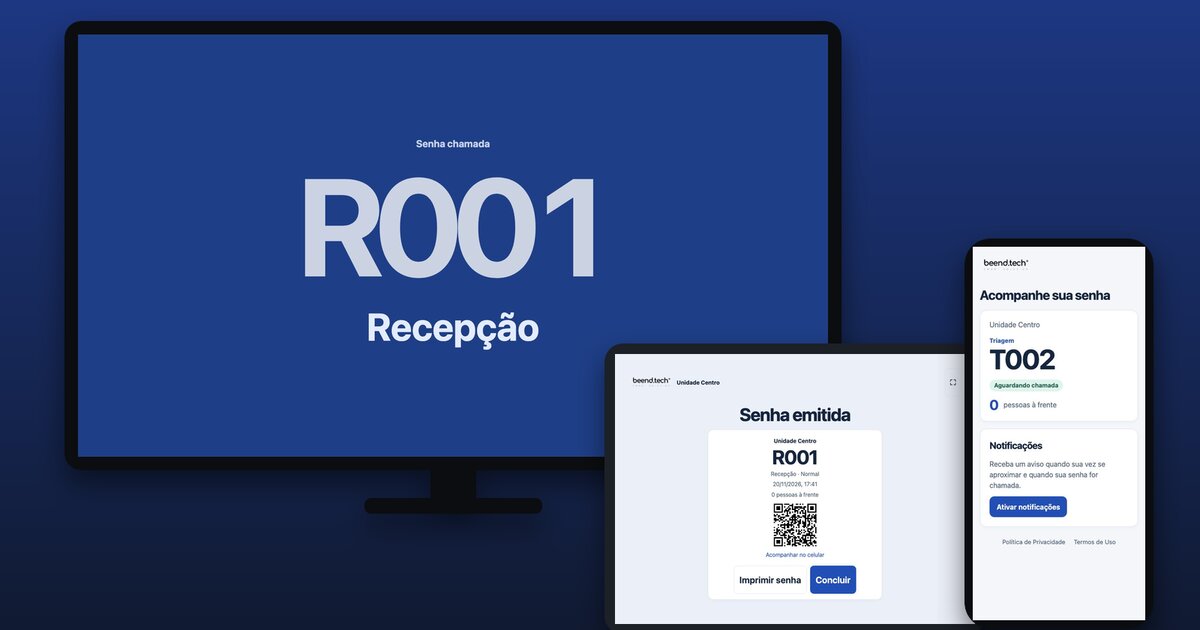 Senha chamada
R001
Recepção
beend.tech
Unidade Centro
Senha emitida
Unidade Centro
R001
Recepção · Normal
20/11/2026, 17:41
0 pessoas à frente
Acompanhar no celular
Imprimir senha
Concluir
beend.tech
Acompanhe sua senha
Unidade Centro
Triagem
T002
Aguardando chamada
0 pessoas à frente
Notificações
Receba um aviso quando sua vez se
aproximar e quando sua senha for
chamada.
Ativar notificações
Política de Privacidade Termos de Uso